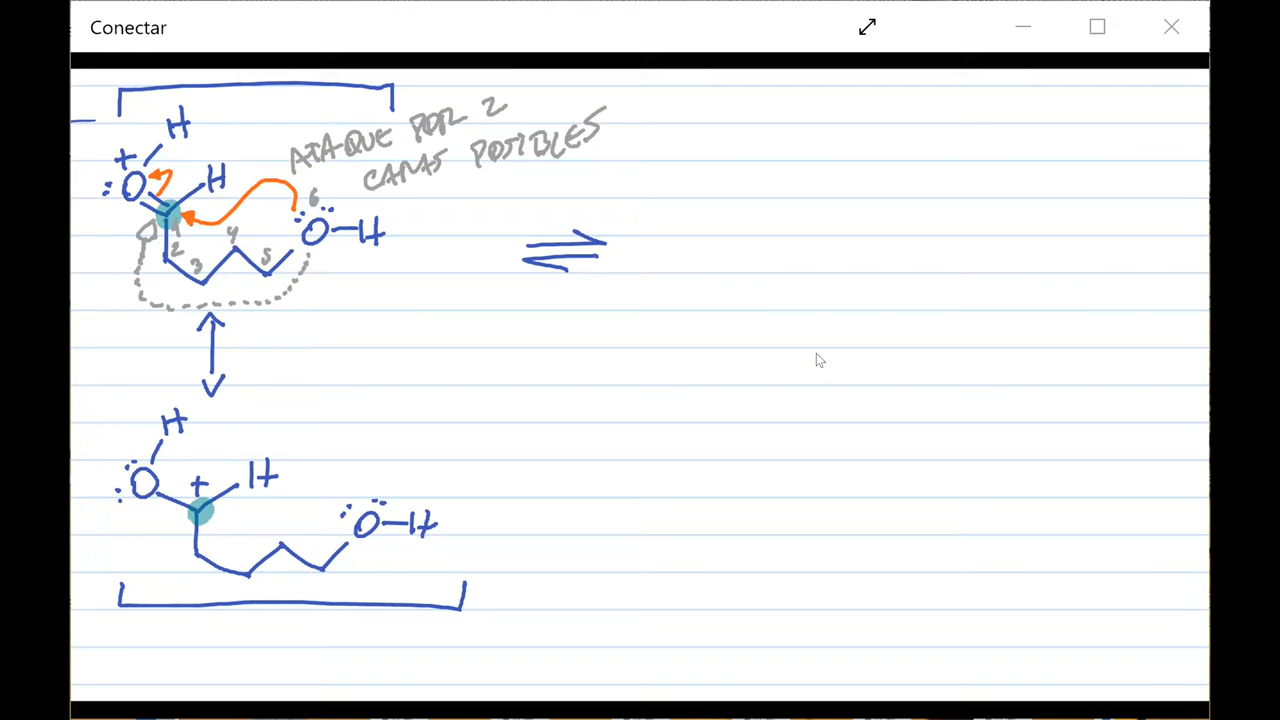 Conectar
H
ATAQUE POR 2
CARAS POSIBLES
+
:O
H
6
:O-H
1
2
3
4
5
H
:O
+
H
:O-H